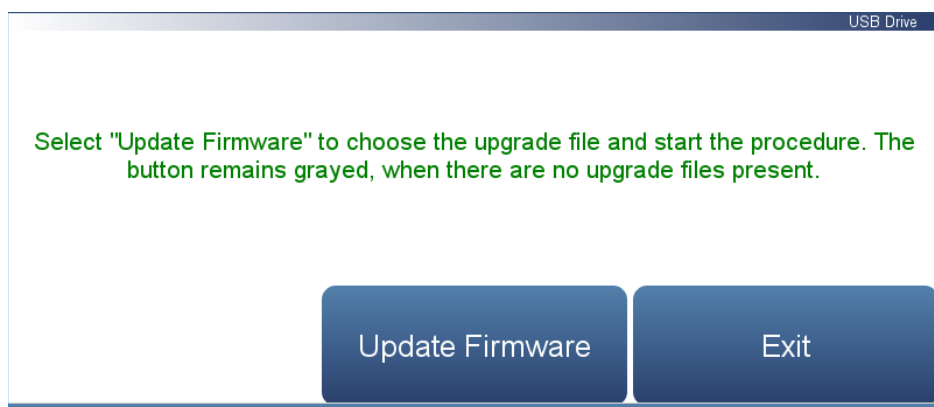 USB Drive
Select "Update Firmware" to choose the upgrade file and start the procedure. The
button remains grayed, when there are no upgrade files present.
Update Firmware
Exit